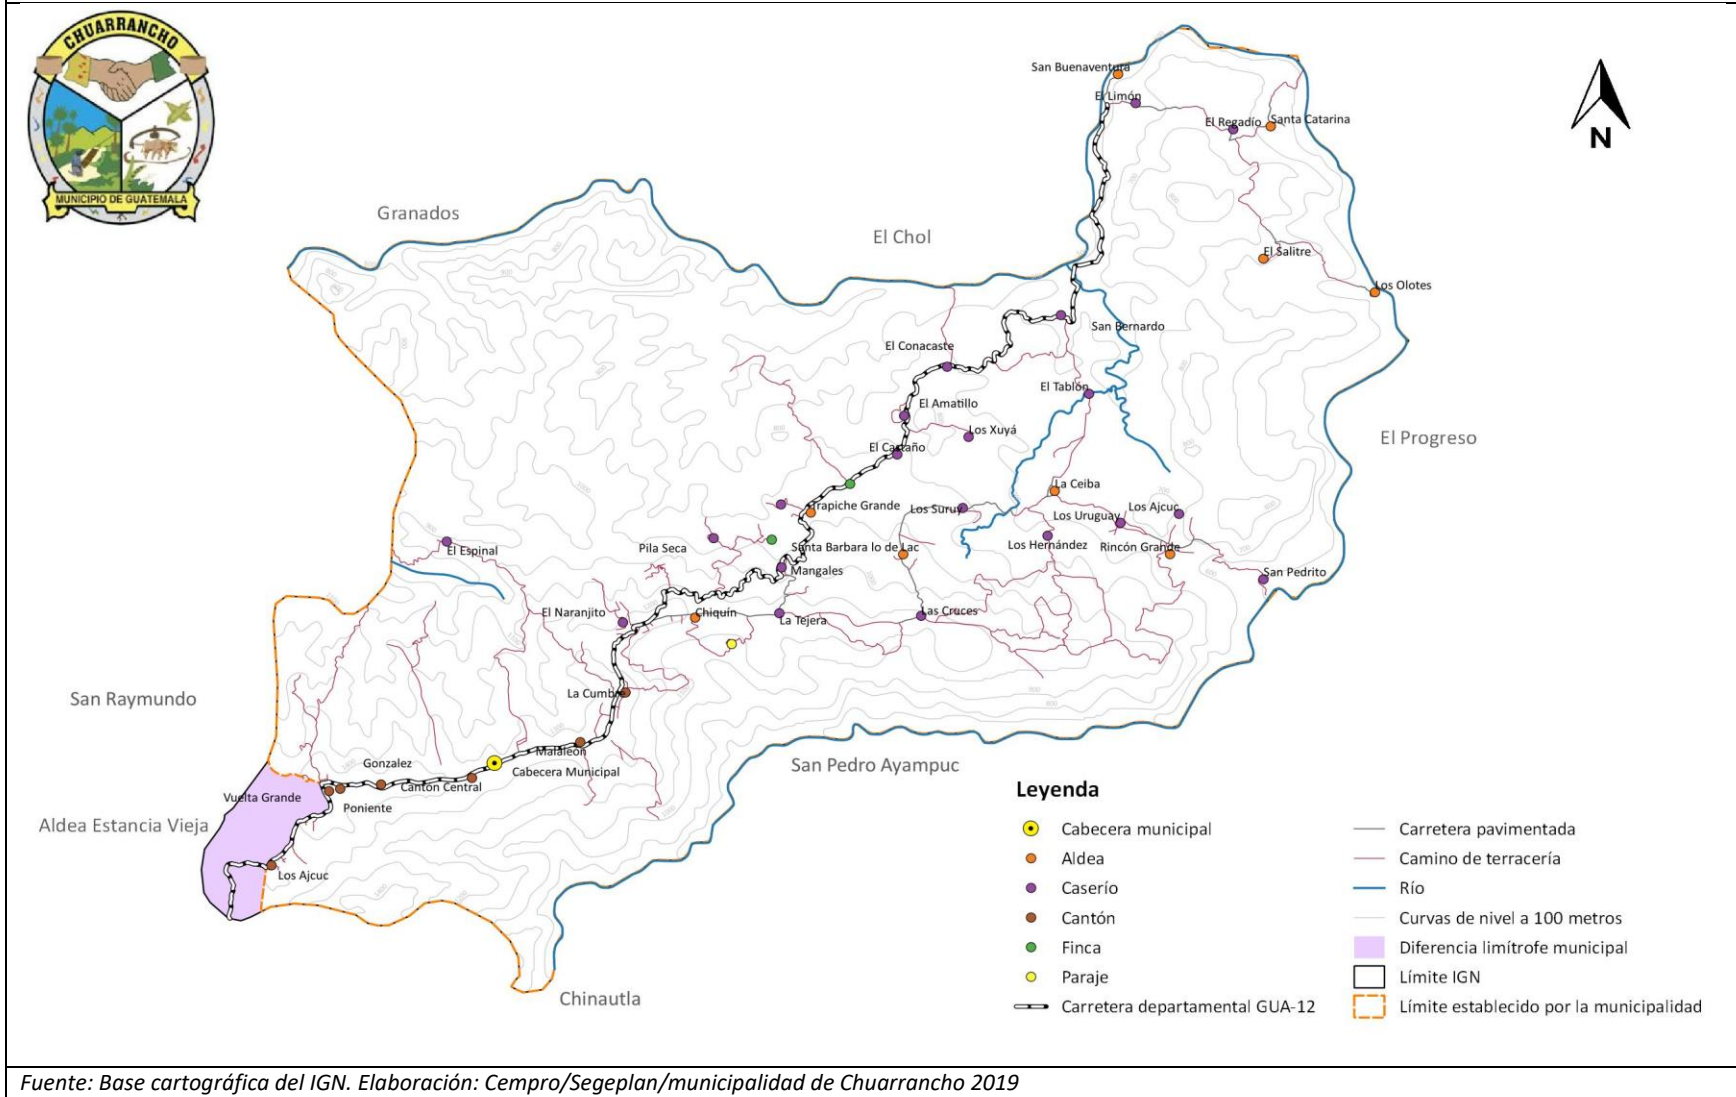 CHUARRANCHO
MUNICIPIO DE GUATEMALA
N
San Buenaventura
El Limón
El Regadío
Santa Catarina
Granados
El Chol
El Salitre
Los Olotes
San Bernardo
El Conacaste
El Tablón
El Amatillo
Los Xuyá
El Progreso
El Castaño
La Ceiba
Trapiche Grande
Los Suruy
Los Uruguay
Los Ajcuc
El Espinal
Pila Seca
Santa Barbara lo de Lac
Los Hernández
Rincón Grande
Mangales
San Pedrito
El Naranjito
Chiquín
La Tejera
Las Cruces
San Raymundo
La Cumbre
Malaleón
Gonzalez
Cabecera Municipal
San Pedro Ayampuc
Cantón Central
Vuelta Grande
Poniente
Aldea Estancia Vieja
Los Ajcuc
Chinautla
Leyenda
Cabecera municipal
Aldea
Caserío
Cantón
Finca
Paraje
Carretera departamental GUA-12
Carretera pavimentada
Camino de terracería
Río
Curvas de nivel a 100 metros
Diferencia limítrofe municipal
Límite IGN
Límite establecido por la municipalidad
Fuente: Base cartográfica del IGN. Elaboración: Cempro/Segeplan/municipalidad de Chuarrancho 2019